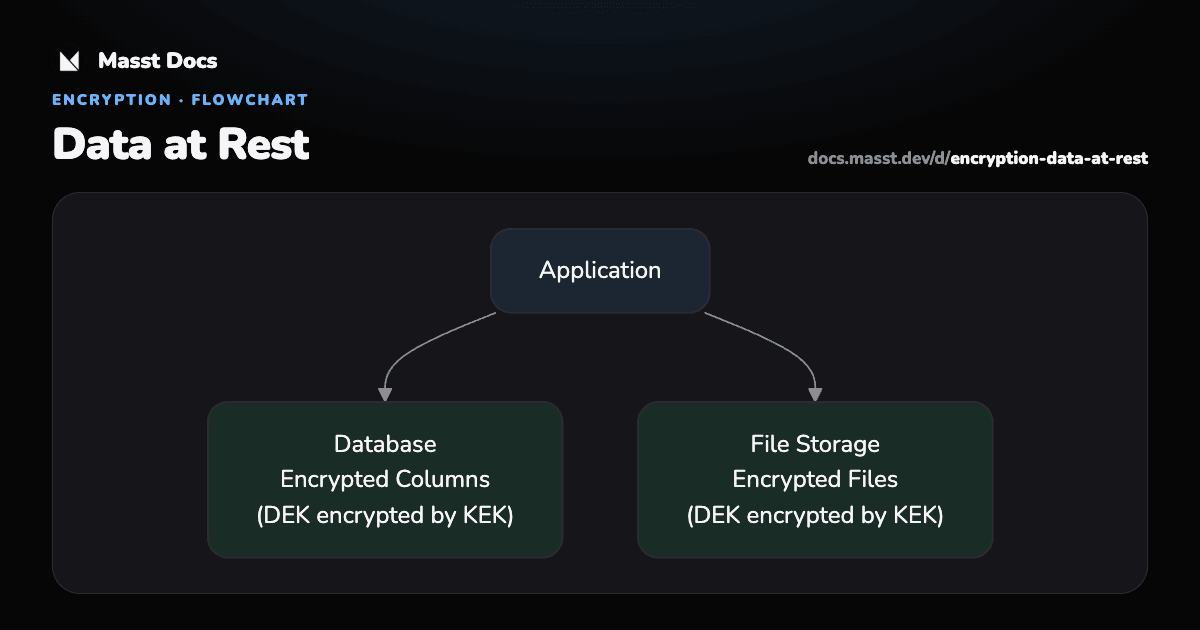 Masst Docs
ENCRYPTION · FLOWCHART
Data at Rest
docs.masst.dev/d/encryption-data-at-rest
Application
Database
Encrypted Columns
(DEK encrypted by KEK)
File Storage
Encrypted Files
(DEK encrypted by KEK)